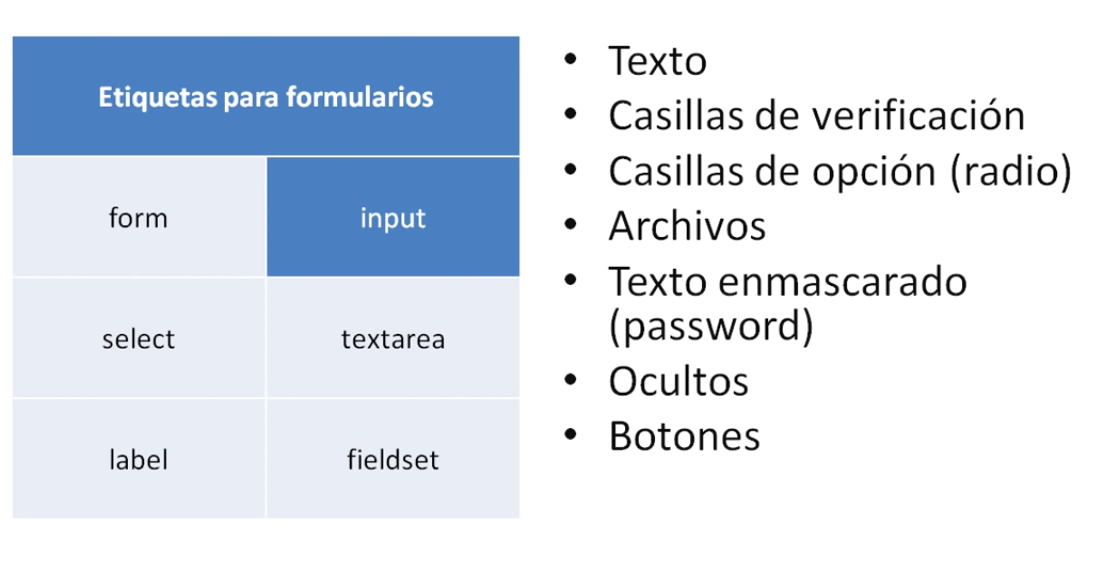 Etiquetas para formularios
form
input
select
textarea
label
fieldset
• Texto
• Casillas de verificación
• Casillas de opción (radio)
• Archivos
• Texto enmascarado
(password)
• Ocultos
• Botones